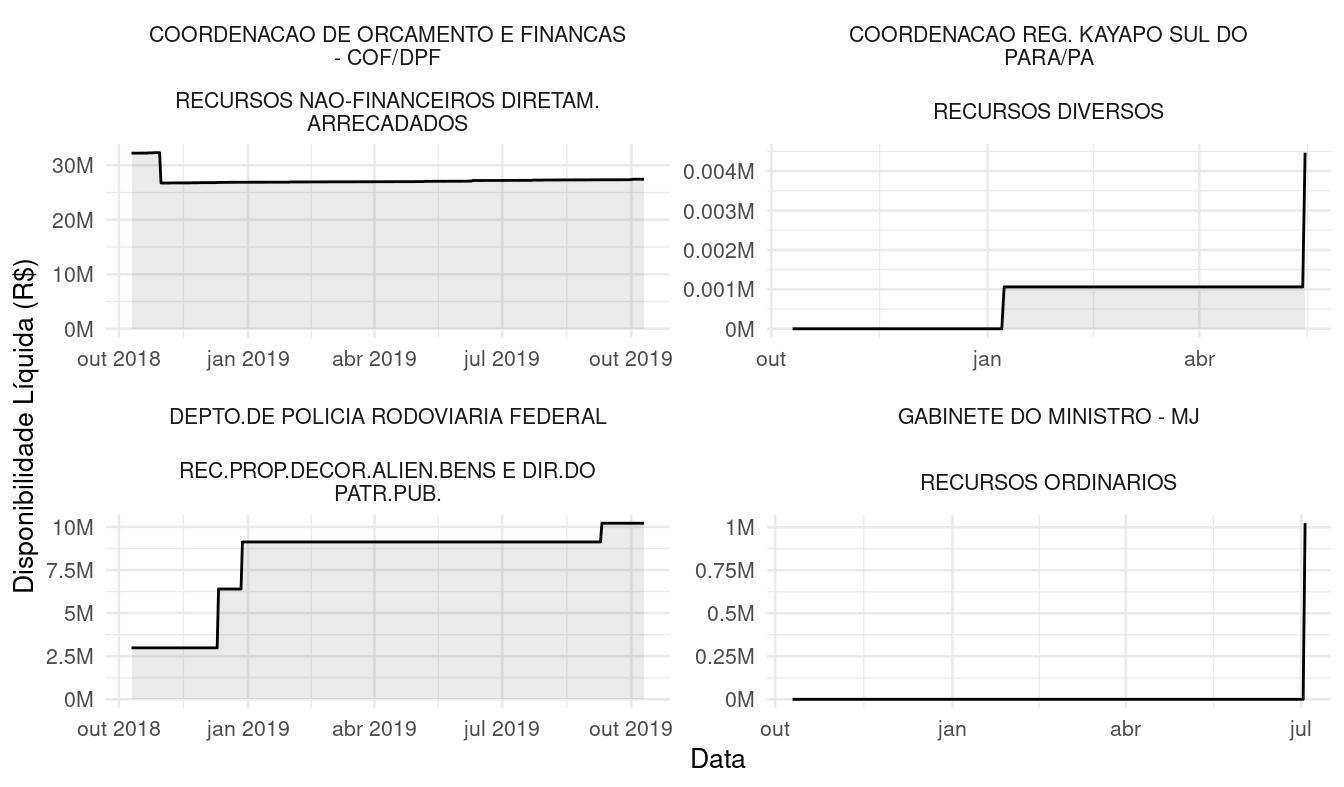 COORDENACAO DE ORCAMENTO E FINANCAS
- COF/DPF
RECURSOS NAO-FINANCEIROS DIRETAM.
ARRECADADOS
30M
20M
10M
0M
out 2018 jan 2019 abr 2019 jul 2019 out 2019
COORDENACAO REG. KAYAPO SUL DO
PARA/PA
RECURSOS DIVERSOS
0.004M
0.003M
0.002M
0.001M
0M
out jan abr
DEPTO.DE POLICIA RODOVIARIA FEDERAL
REC.PROP.DECOR.ALIEN.BENS E DIR.DO
PATR.PUB.
10M
7.5M
5M
2.5M
0M
out 2018 jan 2019 abr 2019 jul 2019 out 2019
GABINETE DO MINISTRO - MJ
RECURSOS ORDINARIOS
1M
0.75M
0.5M
0.25M
0M
out jan abr jul
Disponibilidade Líquida (R$)
Data